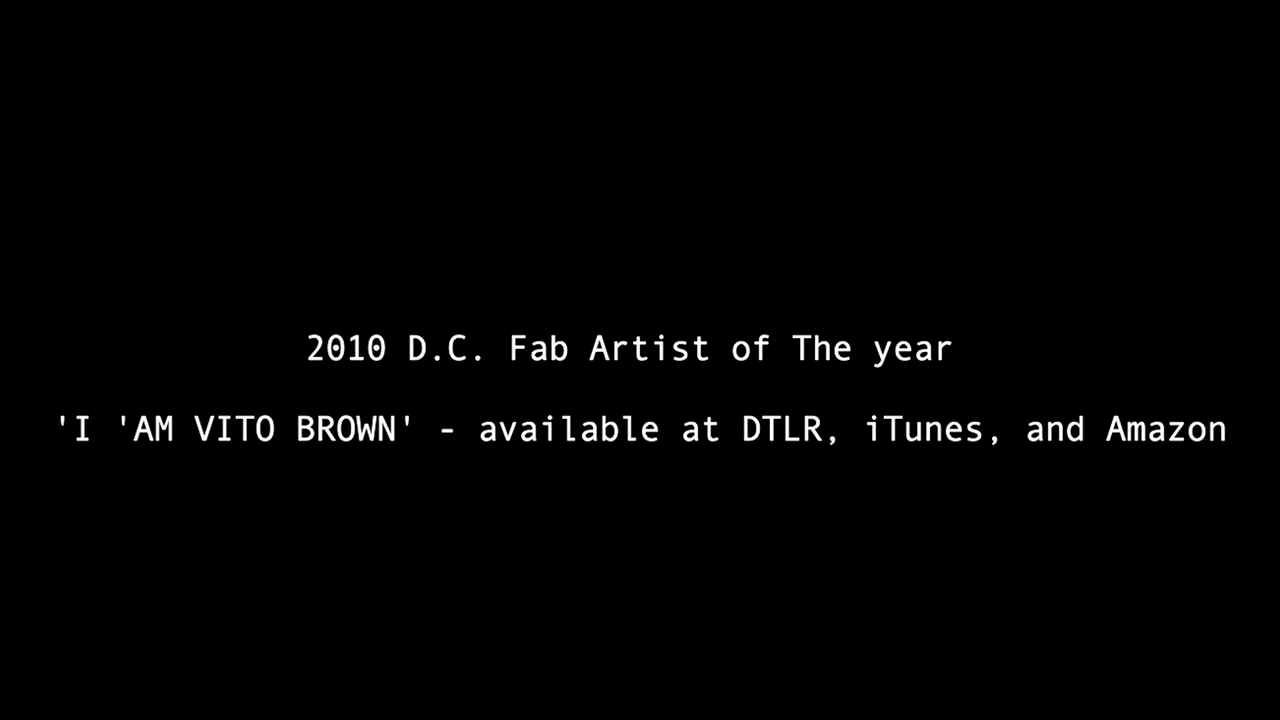 2010 D.C. Fab Artist of The year
'I 'AM VITO BROWN' - available at DTLR, iTunes, and Amazon